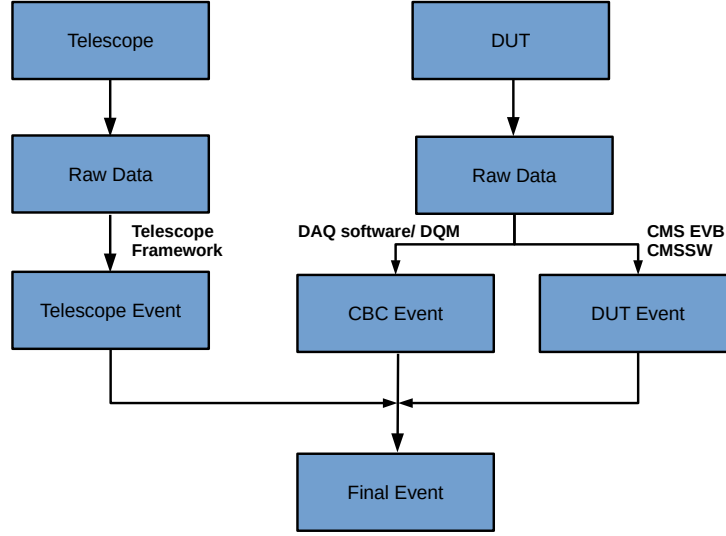 Telescope
DUT
Raw Data
Raw Data
Telescope
Framework
DAQ software/ DQM
CMS EVB
CMSSW
Telescope Event
CBC Event
DUT Event
Final Event